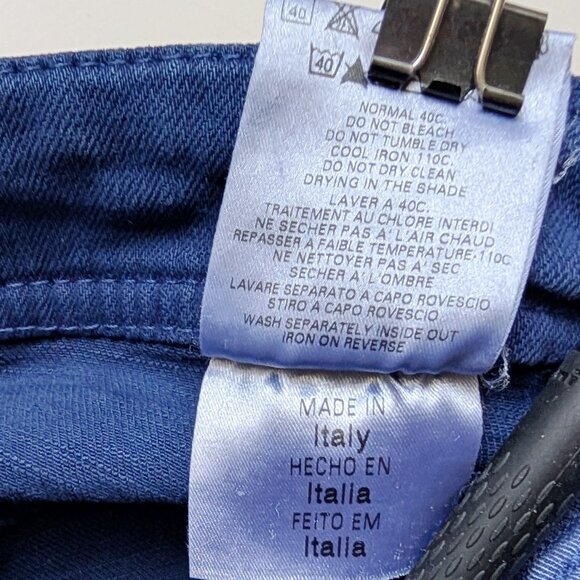 40
40
NORMAL 40C.
DO NOT BLEACH
DO NOT TUMBLE DRY
COOL IRON 110C.
DO NOT DRY CLEAN
DRYING IN THE SHADE
LAVER A 40C.
TRAITEMENT AU CHLORE INTERDI
NE SECHER PAS A'L'AIR CHAUD
REPASSER A FAIBLE TEMPERATURE·110C
NE NETTOYER PAS A' SEC
SECHER A' L'OMBRE
LAVARE SEPARATO A CAPO ROVESCIO
STIRO A CAPO ROVESCIO
WASH SEPARATELY INSIDE OUT
IRON ON REVERSE
MADE IN
Italy
HECHO EN
Italia
FEITO EM
Italia